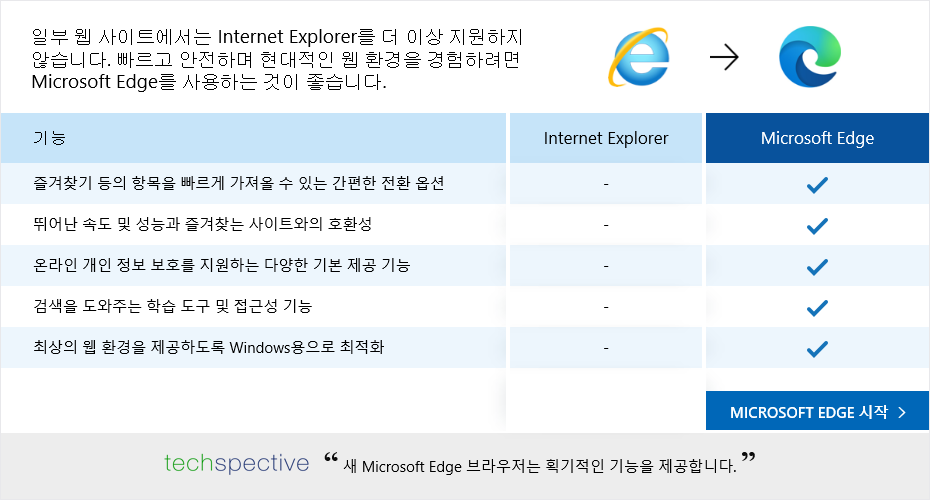 일부 웹 사이트에서는 Internet Explorer를 더 이상 지원하지
않습니다. 빠르고 안전하며 현대적인 웹 환경을 경험하려면
Microsoft Edge를 사용하는 것이 좋습니다.
기능 Internet Explorer Microsoft Edge
즐겨찾기 등의 항목을 빠르게 가져올 수 있는 간편한 전환 옵션 - ✓
뛰어난 속도 및 성능과 즐겨찾는 사이트와의 호환성 - ✓
온라인 개인 정보 보호를 지원하는 다양한 기본 제공 기능 - ✓
검색을 도와주는 학습 도구 및 접근성 기능 - ✓
최상의 웹 환경을 제공하도록 Windows용으로 최적화 - ✓
MICROSOFT EDGE 시작 >
techspective “ 새 Microsoft Edge 브라우저는 획기적인 기능을 제공합니다. ”